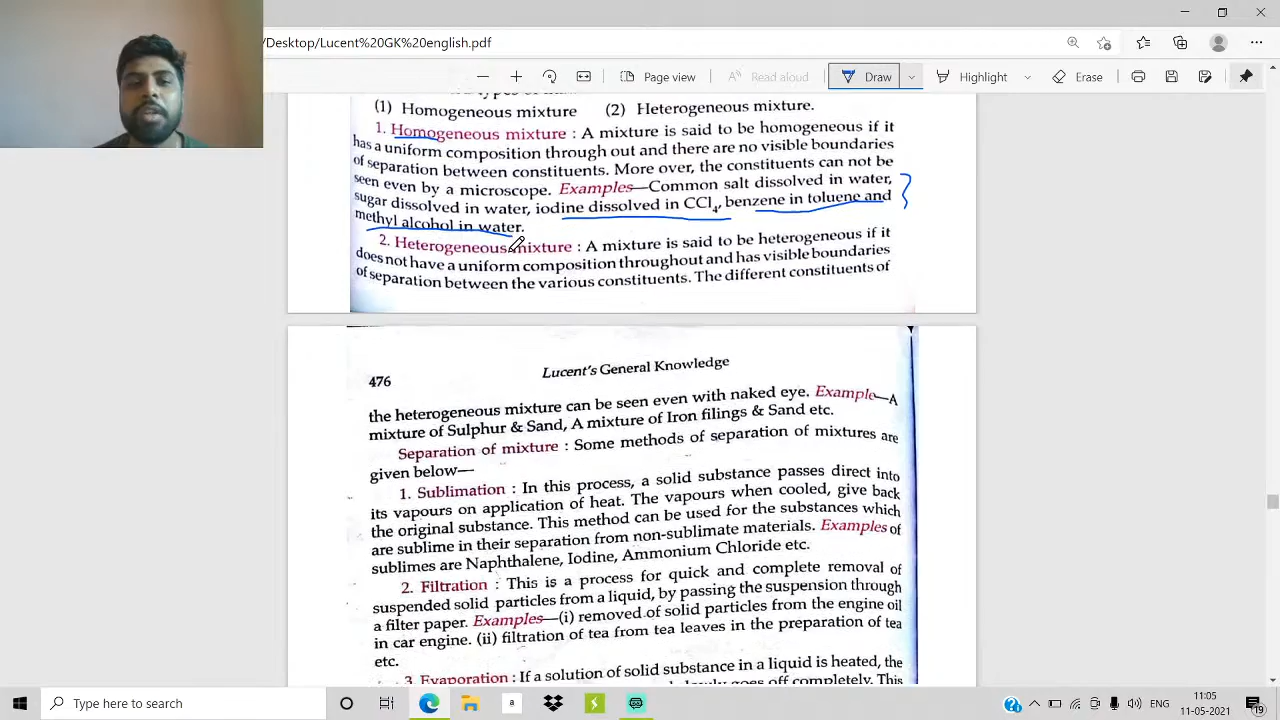 /Desktop/Lucent%20GK%20english.pdf
Page view
Read aloud
Draw
Highlight
Erase
(1) Homogeneous mixture (2) Heterogeneous mixture.
1. Homogeneous mixture : A mixture is said to be homogeneous if it
has a uniform composition through out and there are no visible boundaries
of separation between constituents. More over, the constituents can not be
seen even by a microscope. Examples—Common salt dissolved in water,
sugar dissolved in water, iodine dissolved in CCl4, benzene in toluene and
methyl alcohol in water.
2. Heterogeneous mixture : A mixture is said to be heterogeneous if it
does not have a uniform composition throughout and has visible boundaries
of separation between the various constituents. The different constituents of
Lucent's General Knowledge
476
the heterogeneous mixture can be seen even with naked eye. Example—A
mixture of Sulphur & Sand, A mixture of Iron filings & Sand etc.
Separation of mixture : Some methods of separation of mixtures are
given below—
1. Sublimation : In this process, a solid substance passes direct into
its vapours on application of heat. The vapours when cooled, give back
the original substance. This method can be used for the substances which
are sublime in their separation from non-sublimate materials. Examples of
sublimes are Naphthalene, Iodine, Ammonium Chloride etc.
2. Filtration : This is a process for quick and complete removal of
suspended solid particles from a liquid, by passing the suspension through
a filter paper. Examples—(i) removed of solid particles from the engine oil
in car engine. (ii) filtration of tea from tea leaves in the preparation of tea
etc.
3. Evaporation : If a solution of solid substance in a liquid is heated, the
goes off completely. This
Type here to search
ENG
11:05
11-05-2021
19